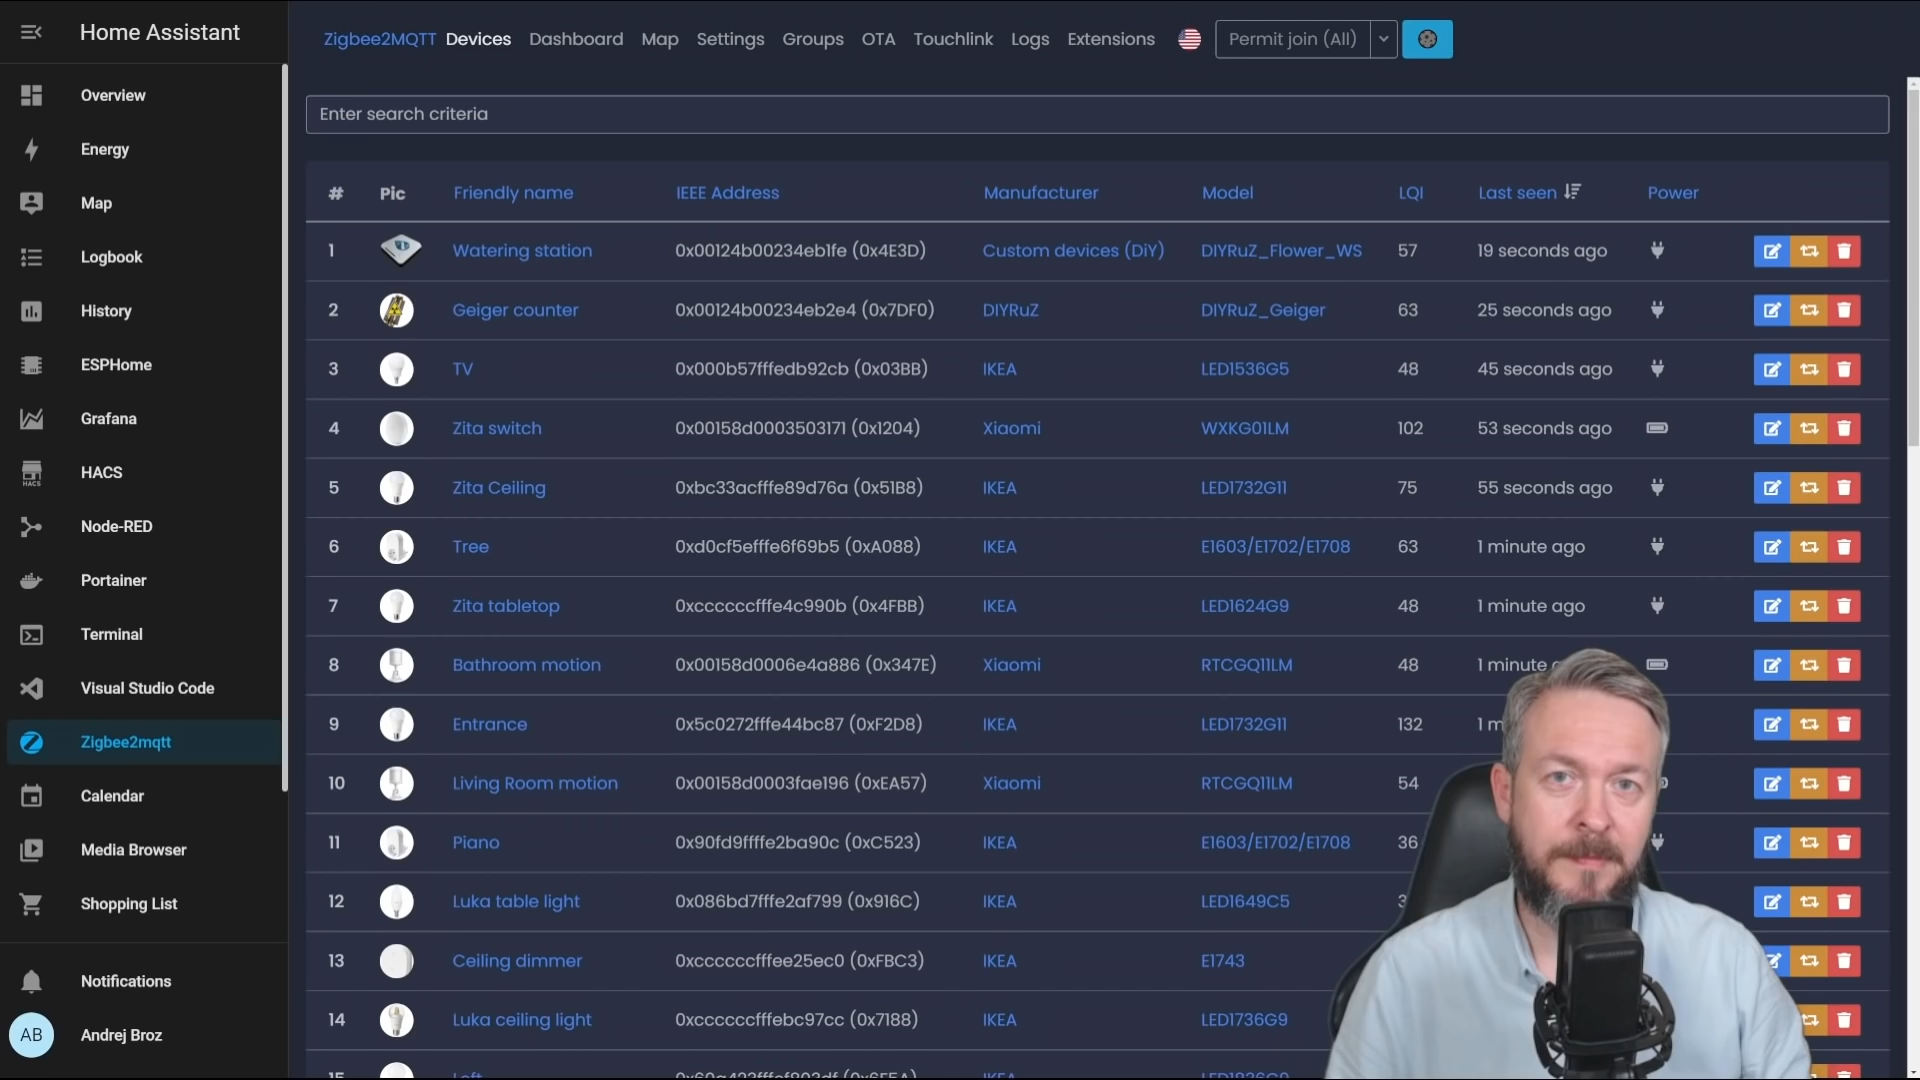 Home Assistant
Zigbee2MQTT Devices Dashboard Map Settings Groups OTA Touchlink Logs Extensions Permit join (All)
Overview
Enter search criteria
Energy
# Pic Friendly name IEEE Address Manufacturer Model LQI Last seen Power
Map
1 Watering station 0x00124b00234eb1fe (0x4E3D) Custom devices (DiY) DIYRuZ_Flower_WS 57 19 seconds ago
Logbook
2 Geiger counter 0x00124b00234eb2e4 (0x7DF0) DIYRuZ DIYRuZ_Geiger 63 25 seconds ago
History
3 TV 0x000b57fffedb92cb (0x03BB) IKEA LED1536G5 48 45 seconds ago
ESPHome
Grafana
4 Zita switch 0x00158d0003503171 (0x1204) Xiaomi WXKG01LM 102 53 seconds ago
HACS
HACS
5 Zita Ceiling 0xbc33acfffe89d76a (0x51B8) IKEA LED1732G11 75 55 seconds ago
Node-RED
6 Tree 0xd0cf5efffe6f69b5 (0xA088) IKEA E1603/E1702/E1708 63 1 minute ago
Portainer
7 Zita tabletop 0xccccccfffe4c990b (0x4FBB) IKEA LED1624G9 48 1 minute ago
Terminal
8 Bathroom motion 0x00158d0006e4a886 (0x347E) Xiaomi RTCGQ11LM 48 1 minute
Visual Studio Code
9 Entrance 0x5c0272fffe44bc87 (0xF2D8) IKEA LED1732G11 132 1 m
Zigbee2mqtt
10 Living Room motion 0x00158d0003fae196 (0xEA57) Xiaomi RTCGQ11LM 54
Calendar
11 Piano 0x90fd9ffffe2ba90c (0xC523) IKEA E1603/E1702/E1708 36
Media Browser
12 Luka table light 0x086bd7fffe2af799 (0x916C) IKEA LED1649C5
Shopping List
13 Ceiling dimmer 0xccccccfffee25ec0 (0xFBC3) IKEA E1743
Notifications
14 Luka ceiling light 0xccccccfffebc97cc (0x7188) IKEA LED1736G9
AB Andrej Broz